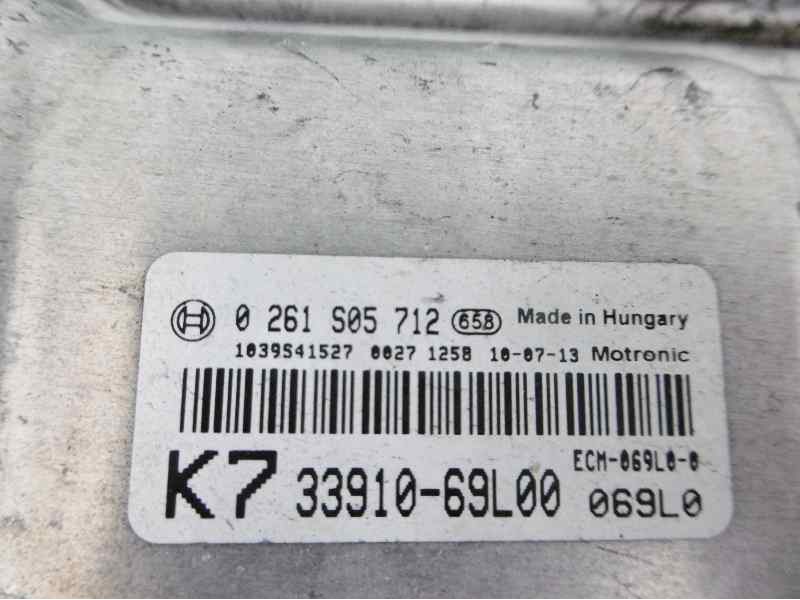 0 261 S05 712 658 Made in Hungary
1039S41527 0027 1258 10-07-13 Motronic
ECM-069L0-0
K7 33910-69L00 069L0